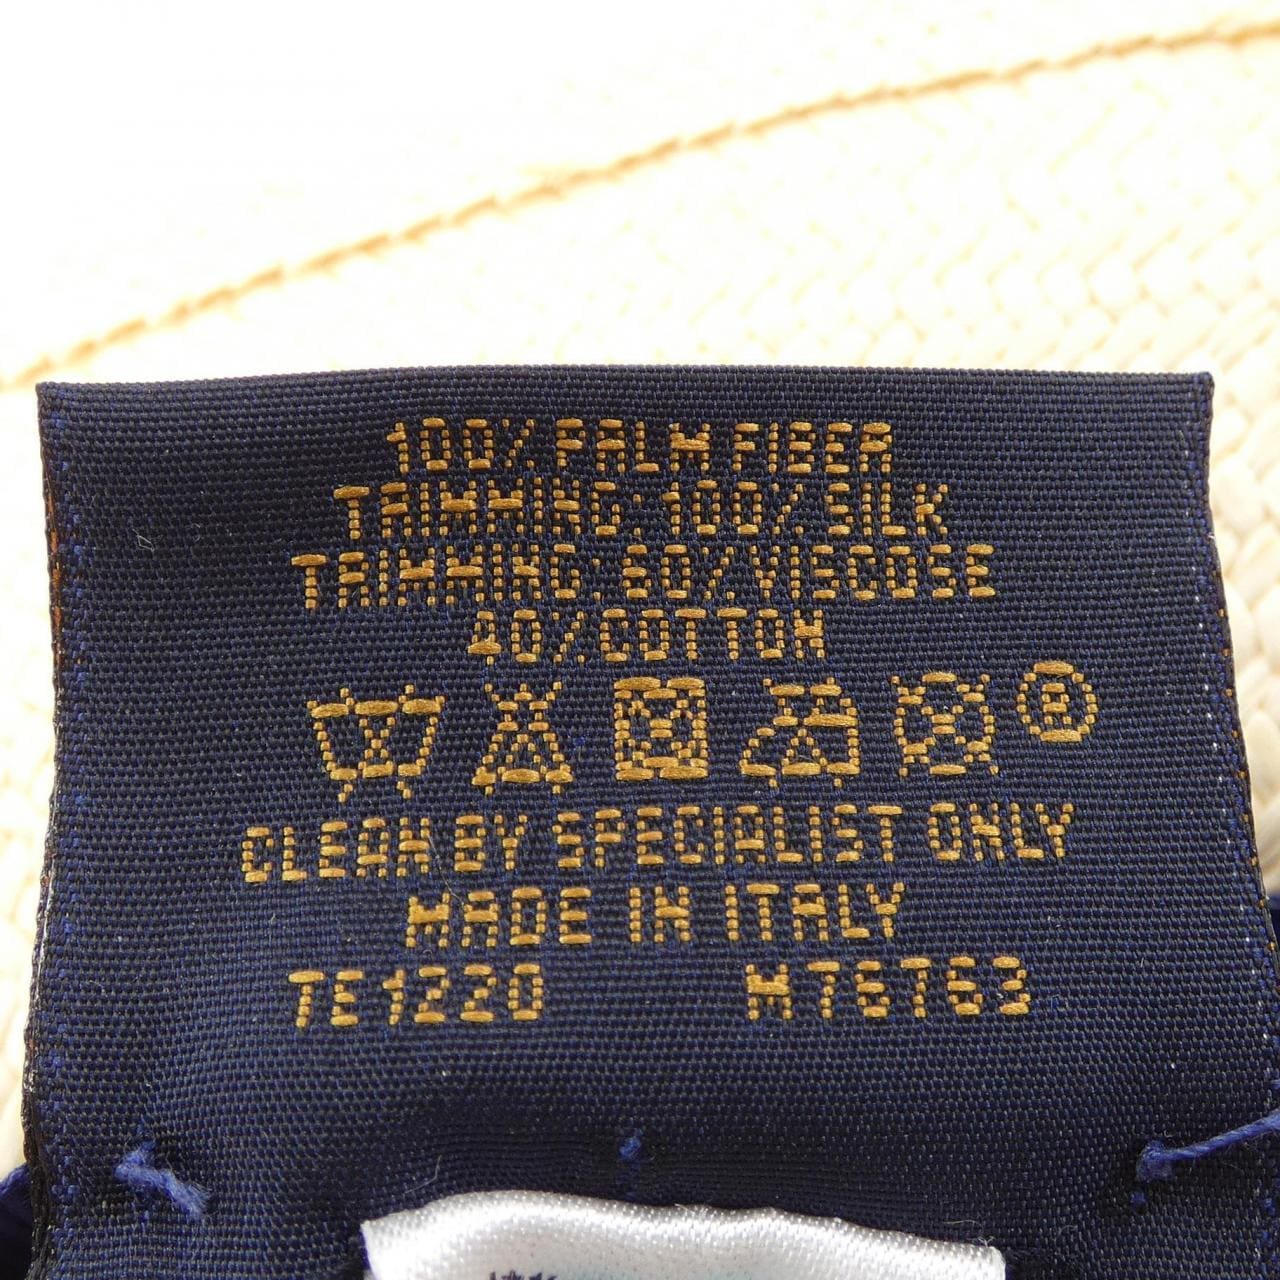 100% PALM FIBER
TRIMMING: 100% SILK
TRIMMING: 60% VISCOSE
40% COTTON
®
CLEAN BY SPECIALIST ONLY
MADE IN ITALY
TE1220 M76763